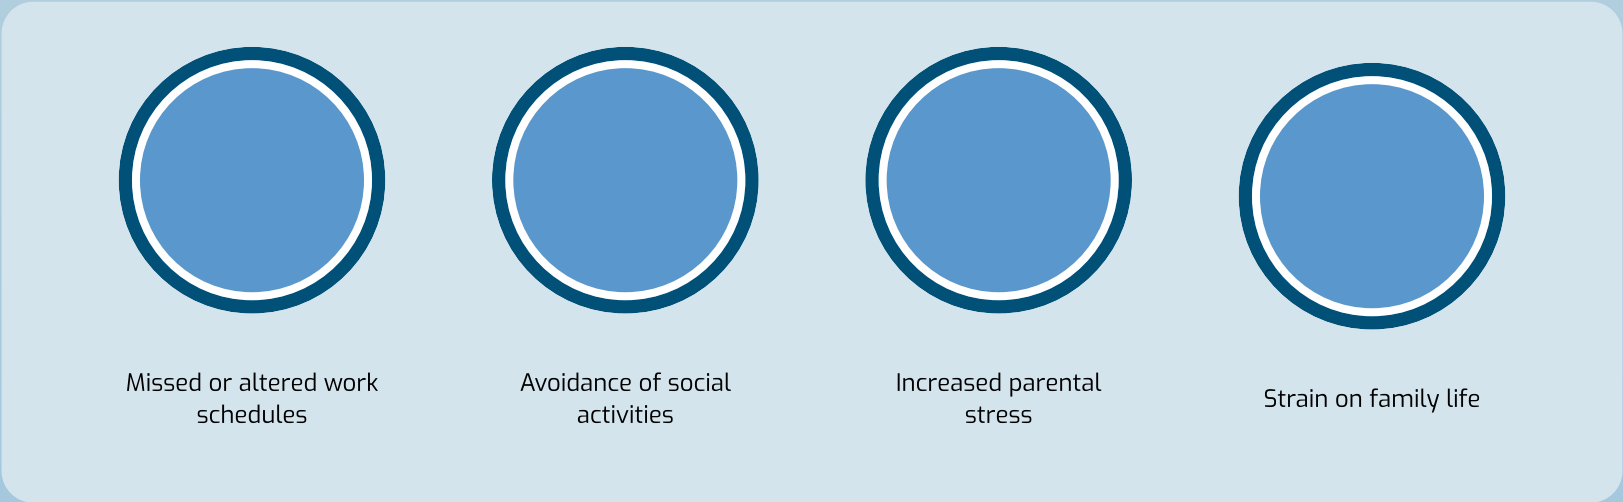 Missed or altered work
schedules
Avoidance of social
activities
Increased parental
stress
Strain on family life